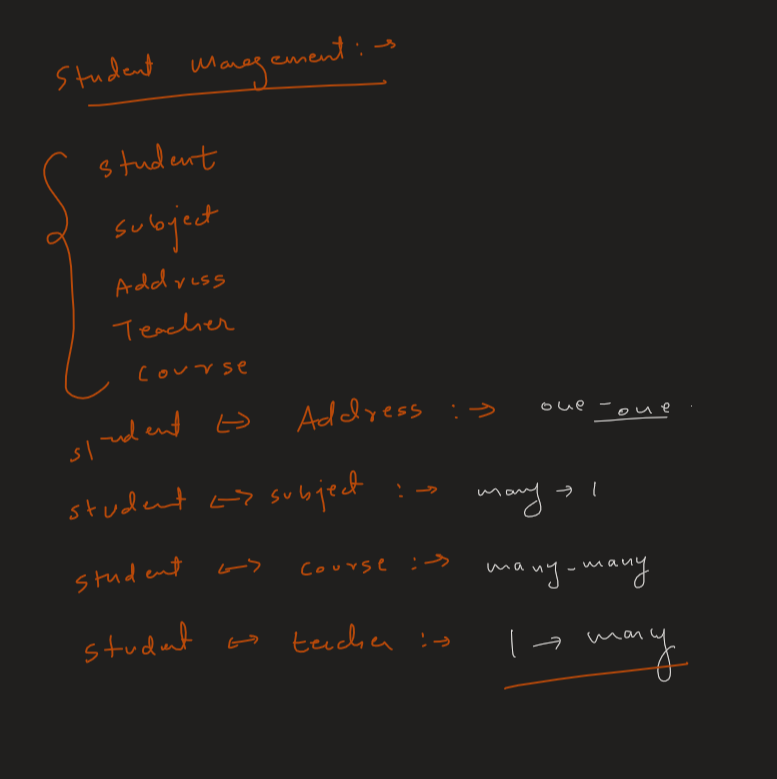 Student Management :→
student
subject
Address
Teacher
course
student ↔ Address :→ one-one
student ↔ subject :→ many → 1
student ↔ course :→ many-many
student ↔ teacher :→ 1 → many